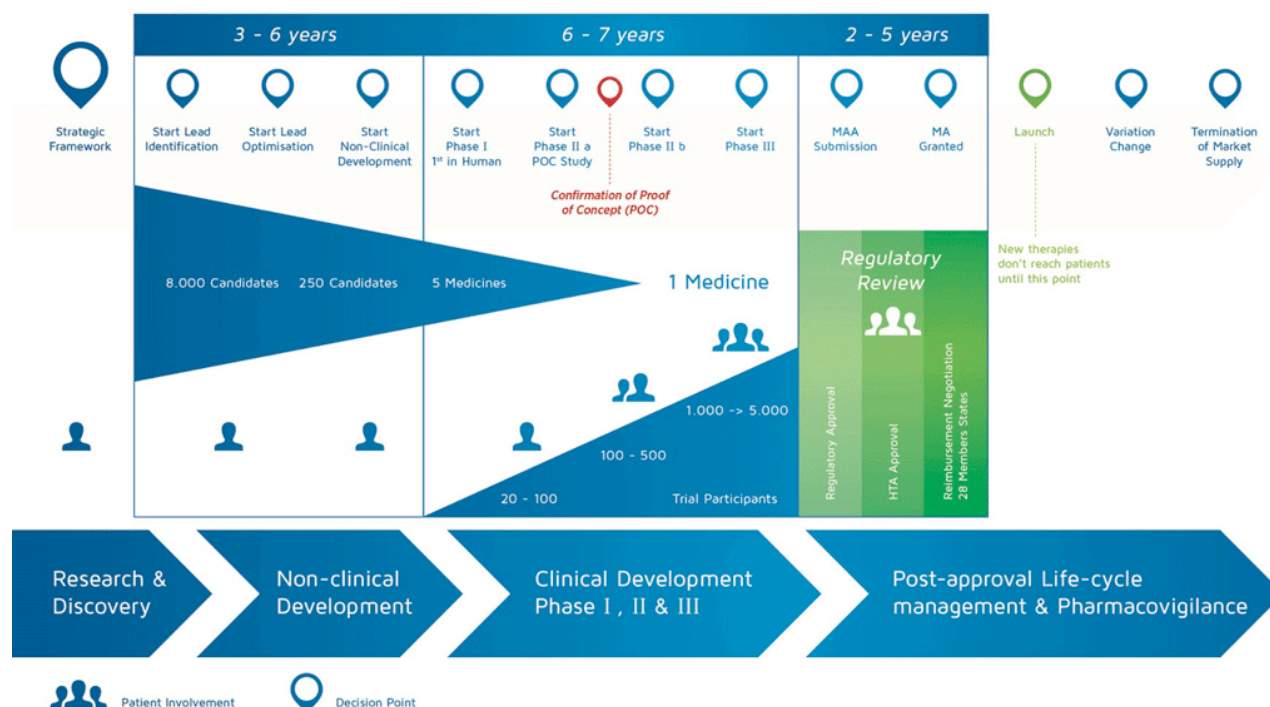 3 - 6 years
6 - 7 years
2 - 5 years
Strategic
Framework
Start Lead
Identification
Start Lead
Optimisation
Start
Non-Clinical
Development
Start
Phase I
1st in Human
Start
Phase II a
POC Study
Start
Phase II b
Start
Phase III
MAA
Submission
MA
Granted
Launch
Variation
Change
Termination
of Market
Supply
Confirmation of Proof
of Concept (POC)
8.000 Candidates
250 Candidates
5 Medicines
1 Medicine
Regulatory
Review
New therapies
don't reach patients
until this point
1.000 -> 5.000
100 - 500
20 - 100
Trial Participants
Regulatory Approval
HTA Approval
Reimbursement Negotiation
28 Members States
Research &
Discovery
Non-clinical
Development
Clinical Development
Phase I , II & III
Post-approval Life-cycle
management & Pharmacovigilance
Patient Involvement
Decision Point